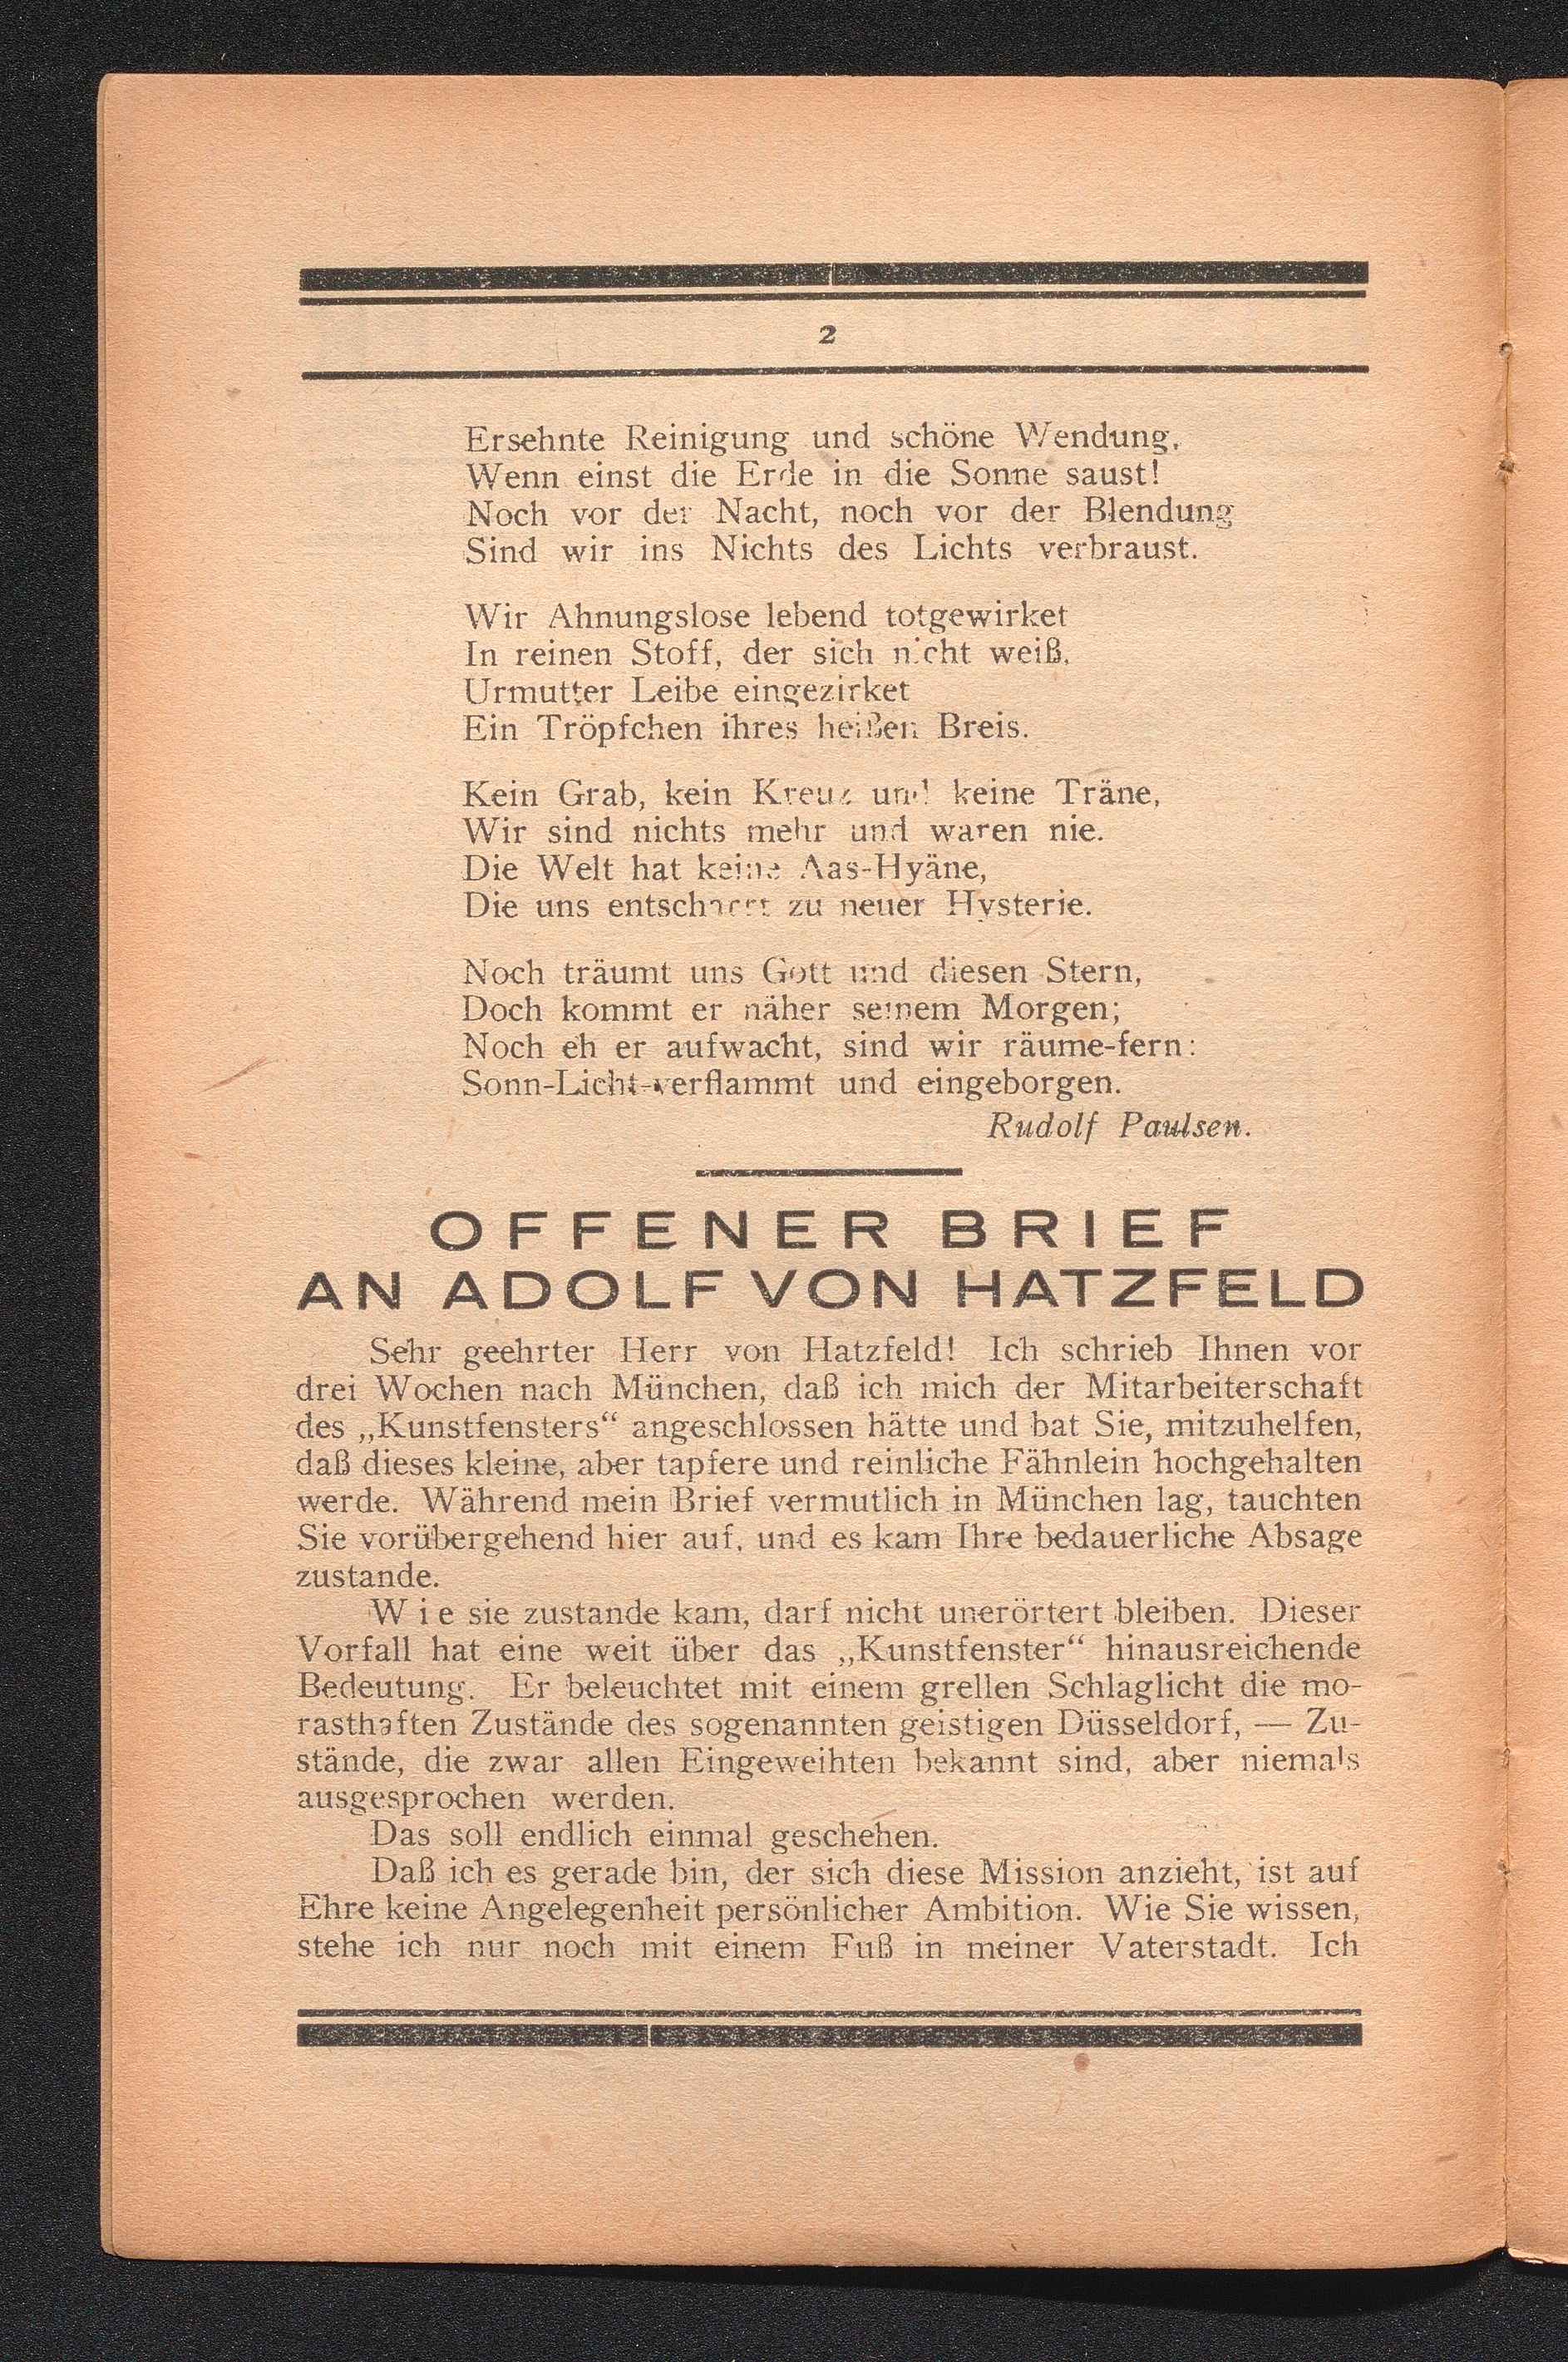 2
Ersehnte Reinigung und schöne Wendung,
Wenn einst die Erde in die Sonne saust!
Noch vor der Nacht, noch vor der Blendung
Sind wir ins Nichts des Lichts verbraust.
Wir Ahnungslose lebend totgewirket
In reinen Stoff, der sich nicht weiß,
Urmutter Leibe eingezirket
Ein Tröpfchen ihres heißen Breis.
Kein Grab, kein Kreuz und keine Träne,
Wir sind nichts mehr und waren nie.
Die Welt hat keine Aas-Hyäne,
Die uns entscharrt zu neuer Hysterie.
Noch träumt uns Gott und diesen Stern,
Doch kommt er näher seinem Morgen;
Noch eh er aufwacht, sind wir räume-fern:
Sonn-Licht-verflammt und eingeborgen.
Rudolf Paulsen.
OFFENER BRIEF
AN ADOLF VON HATZFELD
Sehr geehrter Herr von Hatzfeld! Ich schrieb Ihnen vor
drei Wochen nach München, daß ich mich der Mitarbeiterschaft
des „Kunstfensters“ angeschlossen hätte und bat Sie, mitzuhelfen,
daß dieses kleine, aber tapfere und reinliche Fähnlein hochgehalten
werde. Während mein Brief vermutlich in München lag, tauchten
Sie vorübergehend hier auf, und es kam Ihre bedauerliche Absage
zustande.
Wie sie zustande kam, darf nicht unerörtert bleiben. Dieser
Vorfall hat eine weit über das „Kunstfenster“ hinausreichende
Bedeutung. Er beleuchtet mit einem grellen Schlaglicht die mo-
rasthaften Zustände des sogenannten geistigen Düsseldorf, — Zu-
stände, die zwar allen Eingeweihten bekannt sind, aber niemals
ausgesprochen werden.
Das soll endlich einmal geschehen.
Daß ich es gerade bin, der sich diese Mission anzieht, ist auf
Ehre keine Angelegenheit persönlicher Ambition. Wie Sie wissen,
stehe ich nur noch mit einem Fuß in meiner Vaterstadt. Ich